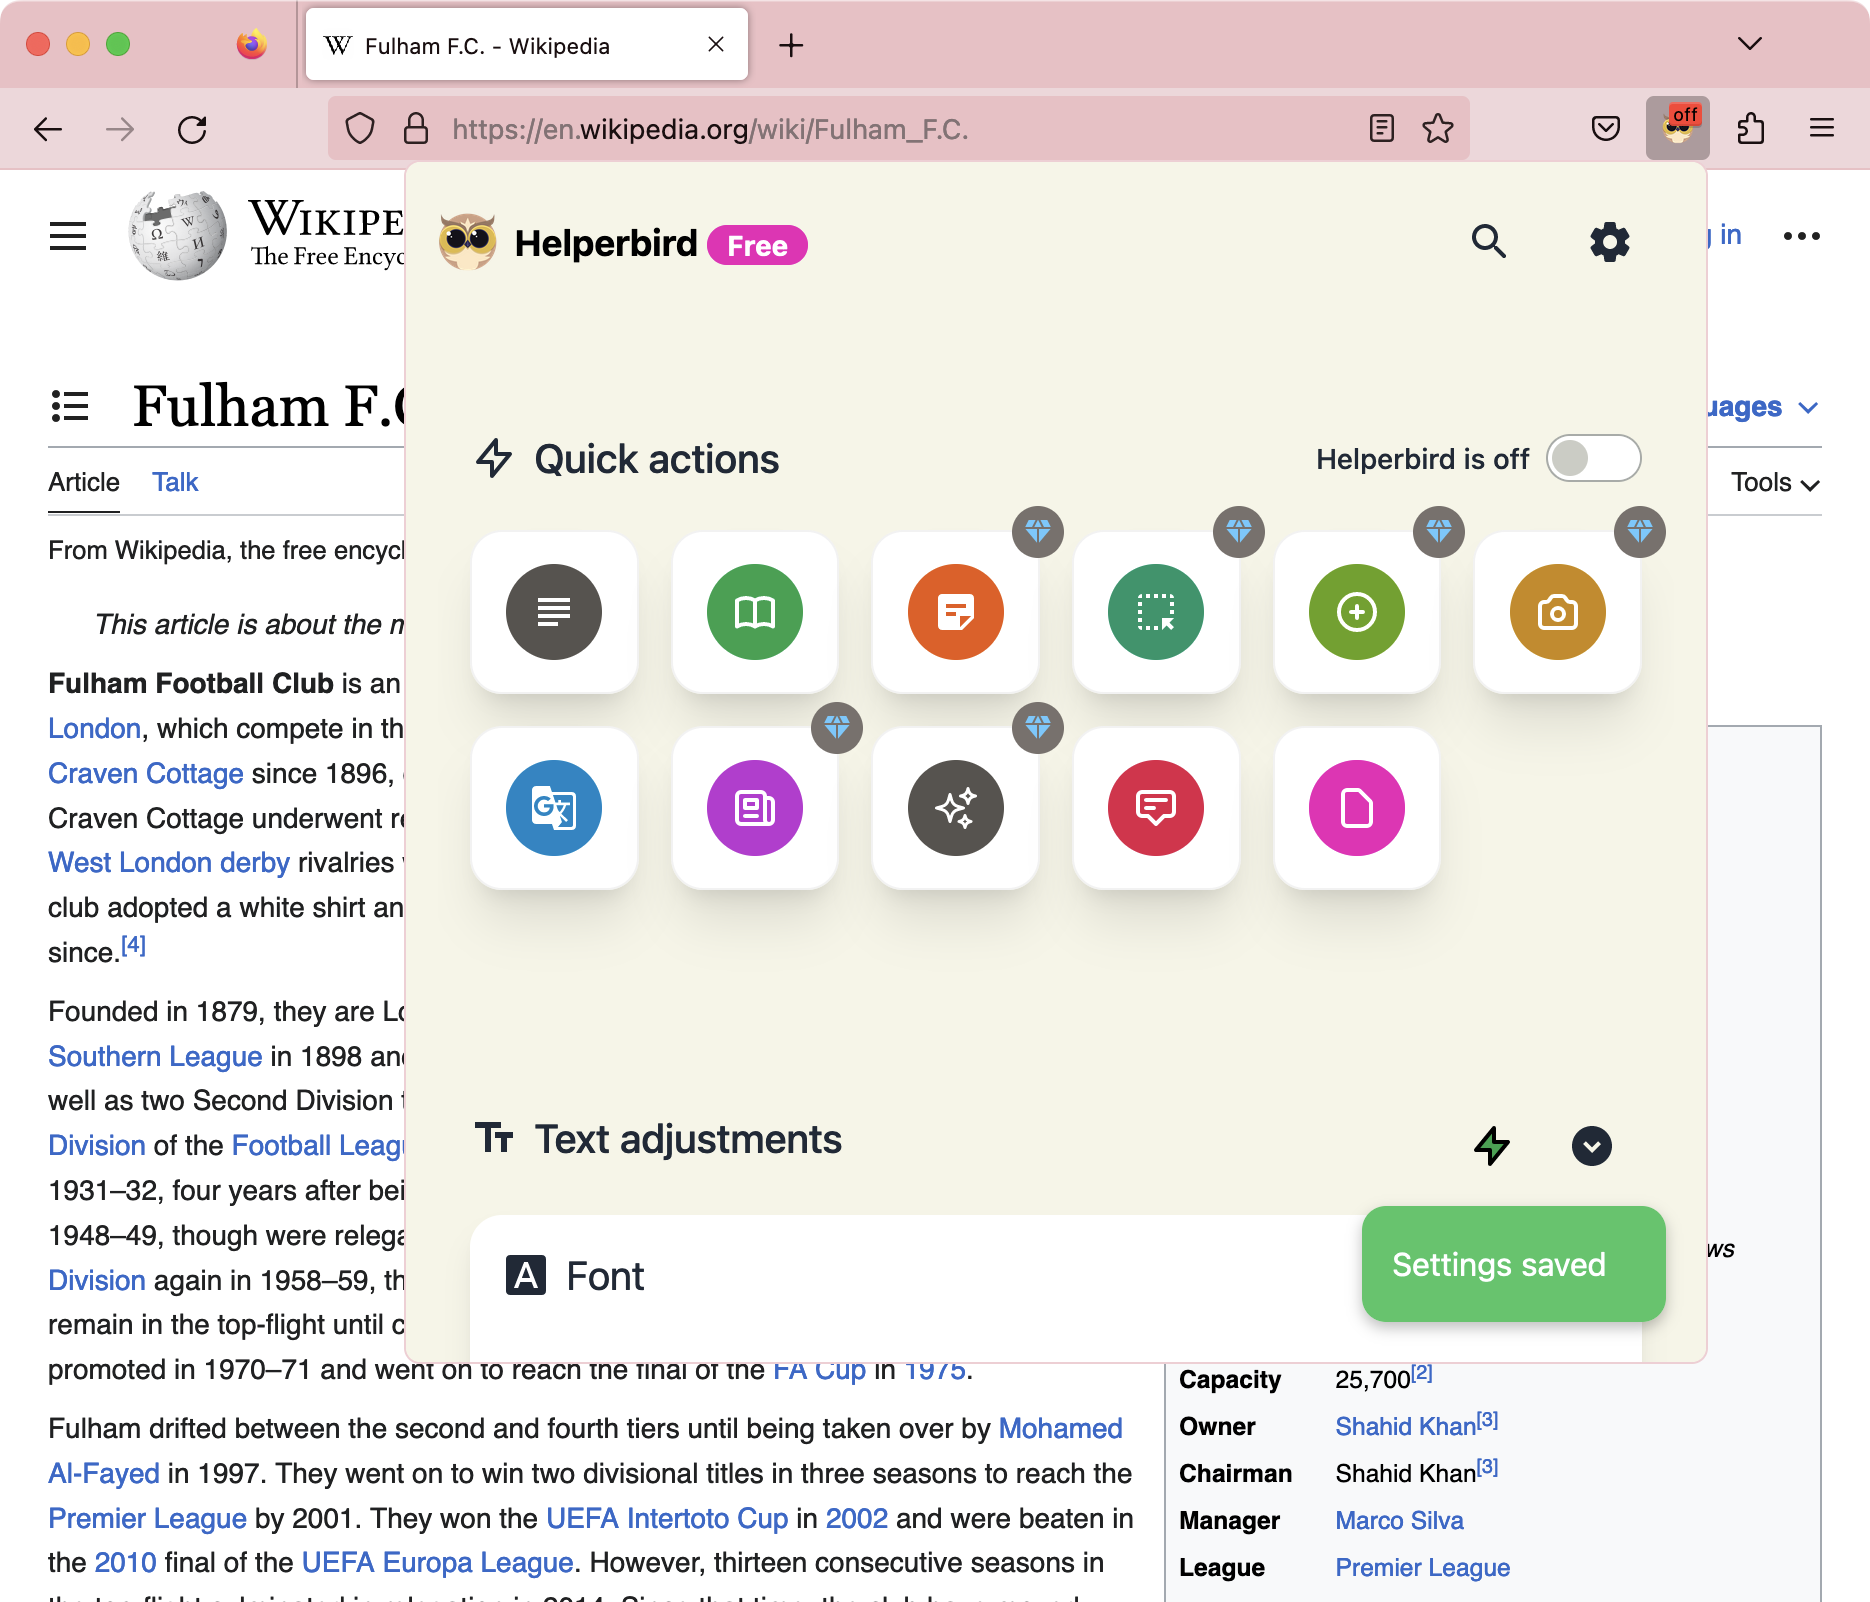 Fulham F.C. - Wikipedia
https://en.wikipedia.org/wiki/Fulham_F.C.
off
WIKIPE
The Free Encyc
in
Helperbird Free
Fulham F.C
uages
Quick actions
Helperbird is off
Article Talk
Tools
From Wikipedia, the free encycl
This article is about the m
Fulham Football Club is an
London, which compete in th
Craven Cottage since 1896,
Craven Cottage underwent re
West London derby rivalries
club adopted a white shirt an
since.[4]
Founded in 1879, they are Lo
Southern League in 1898 and
well as two Second Division t
Division of the Football Leagu
1931–32, four years after bei
1948–49, though were relega
Division again in 1958–59, th
remain in the top-flight until c
promoted in 1970–71 and went on to reach the final of the FA Cup in 1975.
Text adjustments
A Font
Settings saved
ws
Fulham drifted between the second and fourth tiers until being taken over by Mohamed
Al-Fayed in 1997. They went on to win two divisional titles in three seasons to reach the
Premier League by 2001. They won the UEFA Intertoto Cup in 2002 and were beaten in
the 2010 final of the UEFA Europa League. However, thirteen consecutive seasons in
Capacity 25,700[2]
Owner Shahid Khan[3]
Chairman Shahid Khan[3]
Manager Marco Silva
League Premier League